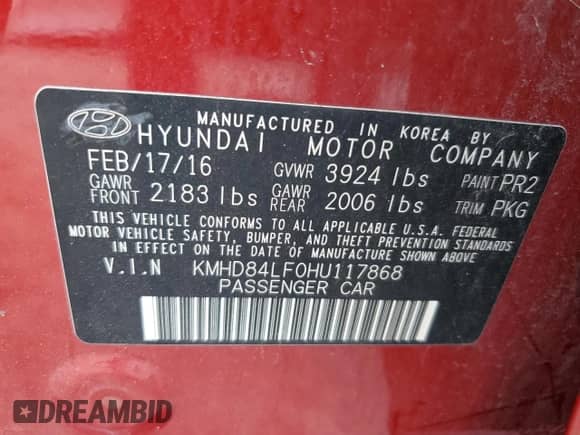 MANUFACTURED IN KOREA BY
HYUNDAI MOTOR COMPANY
FEB/17/16 GVWR 3924 lbs PAINT PR2
GAWR FRONT 2183 lbs GAWR REAR 2006 lbs TRIM PKG
THIS VEHICLE CONFORMS TO ALL APPLICABLE U.S.A. FEDERAL
MOTOR VEHICLE SAFETY, BUMPER, AND THEFT PREVENTION STANDARDS
IN EFFECT ON THE DATE OF MANUFACTURE SHOWN ABOVE.
V.I.N KMHD84LF0HU117868
PASSENGER CAR
DREAMBID